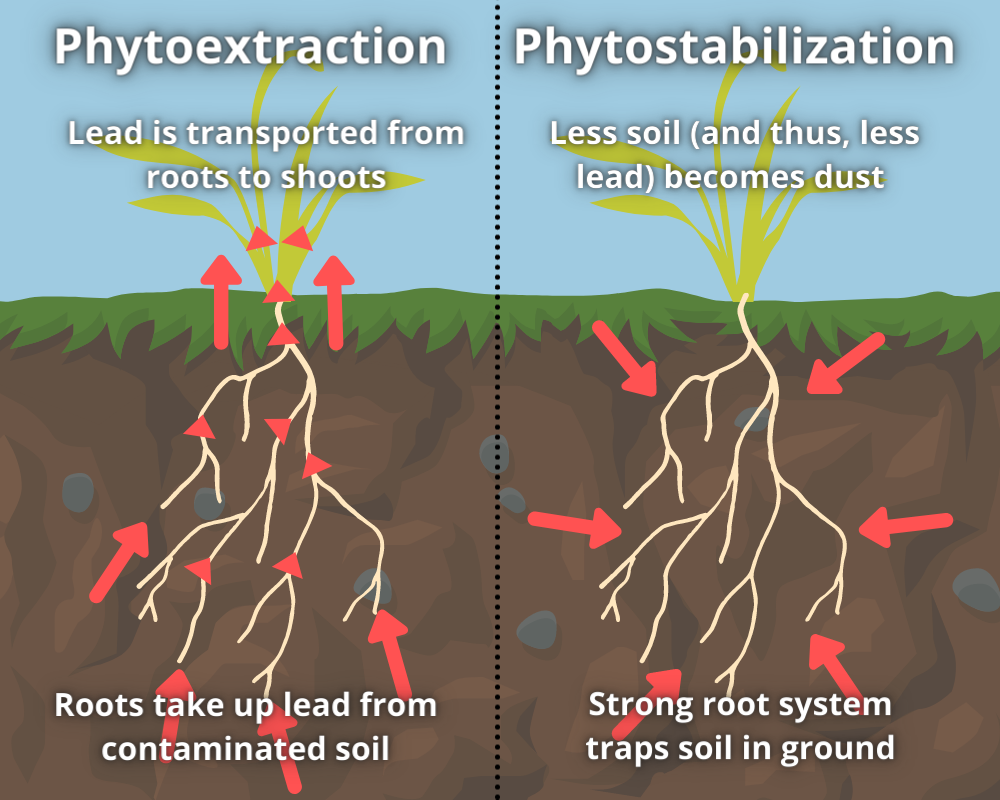 Phytoextraction
Lead is transported from
roots to shoots
Roots take up lead from
contaminated soil
Phytostabilization
Less soil (and thus, less
lead) becomes dust
Strong root system
traps soil in ground